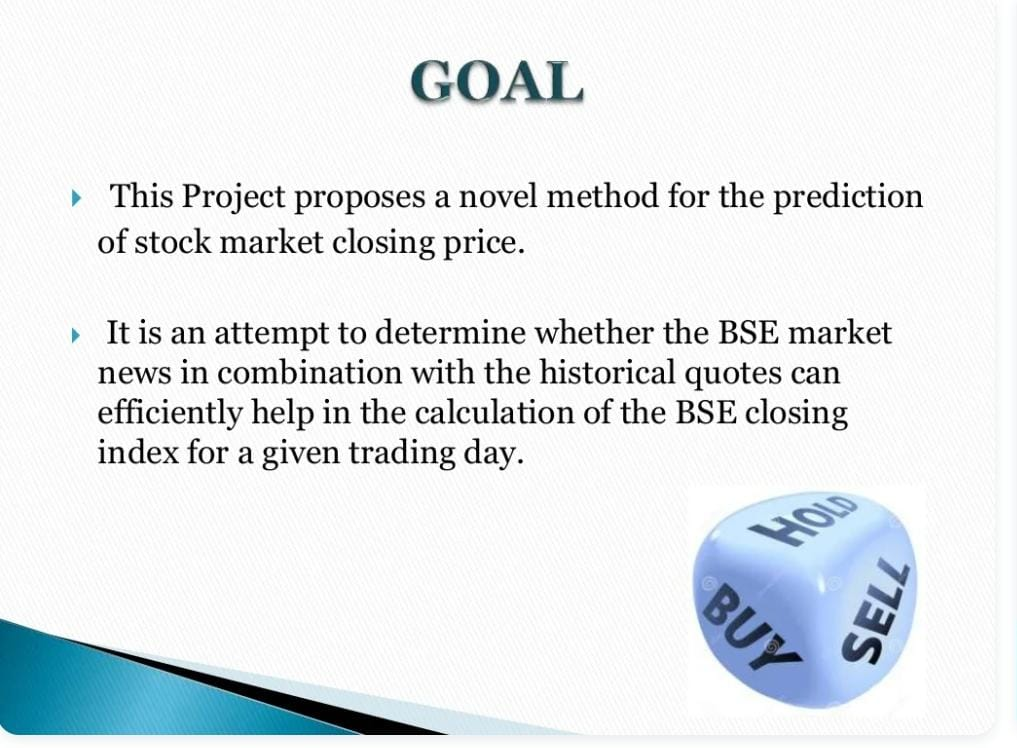 GOAL
This Project proposes a novel method for the prediction
of stock market closing price.
It is an attempt to determine whether the BSE market
news in combination with the historical quotes can
efficiently help in the calculation of the BSE closing
index for a given trading day.
HOLD
BUY
SELL